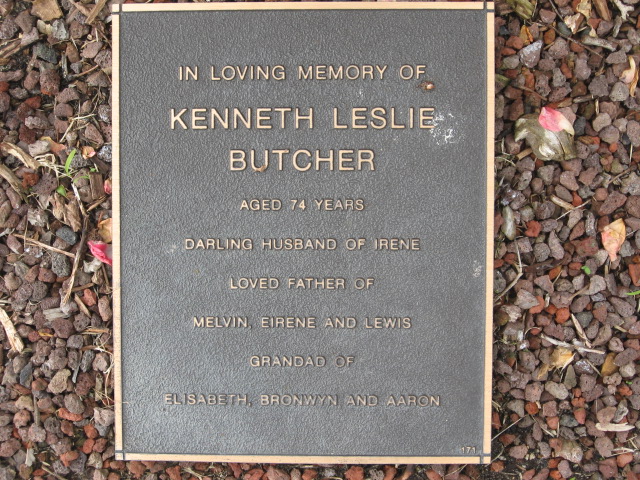 IN LOVING MEMORY OF
KENNETH LESLIE
BUTCHER
AGED 74 YEARS
DARLING HUSBAND OF IRENE
LOVED FATHER OF
MELVIN, EIRENE AND LEWIS
GRANDAD OF
ELISABETH, BRONWYN AND AARON
171